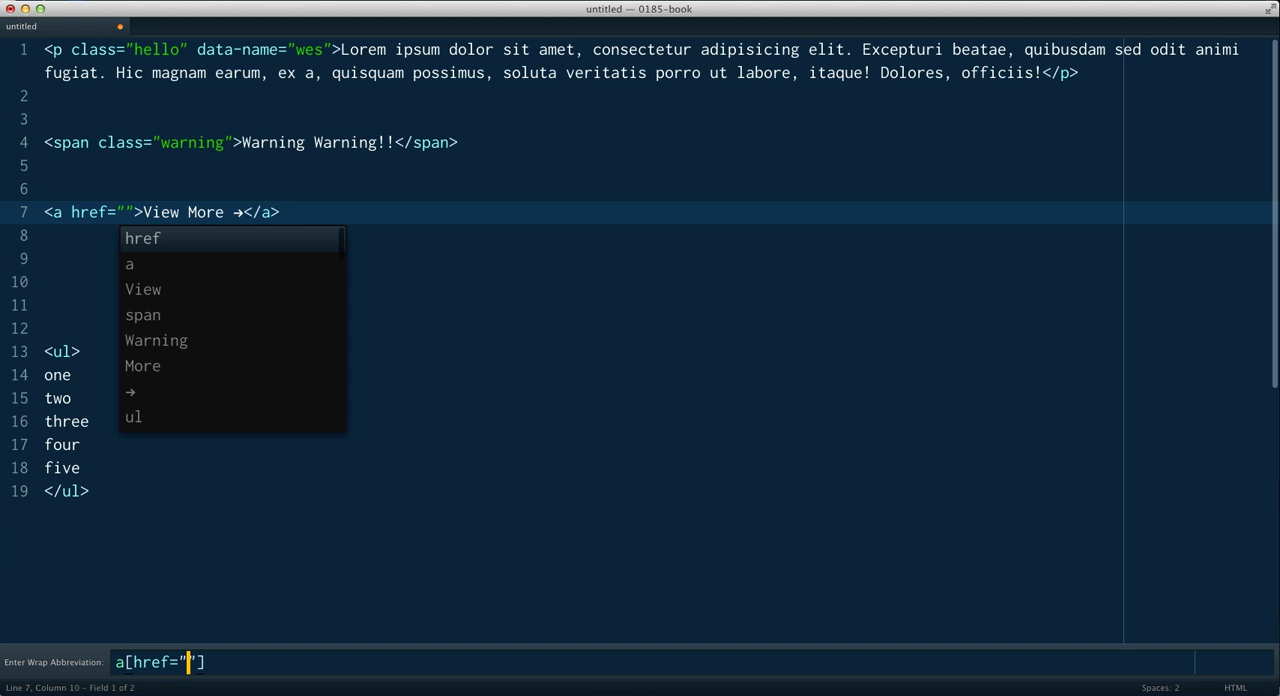 untitled — 0185-book
untitled
1 <p class="hello" data-name="wes">Lorem ipsum dolor sit amet, consectetur adipisicing elit. Excepturi beatae, quibusdam sed odit animi
fugiat. Hic magnam earum, ex a, quisquam possimus, soluta veritatis porro ut labore, itaque! Dolores, officiis!</p>
2
3
4 <span class="warning">Warning Warning!!</span>
5
6
7 <a href="">View More →</a>
8
href
a
9
View
10
span
11
Warning
12
More
13 <ul>
14 one
→
15 two
ul
16 three
17 four
18 five
19 </ul>
Enter Wrap Abbreviation: a[href=""]
Line 7, Column 10 – Field 1 of 2
Spaces: 2
HTML